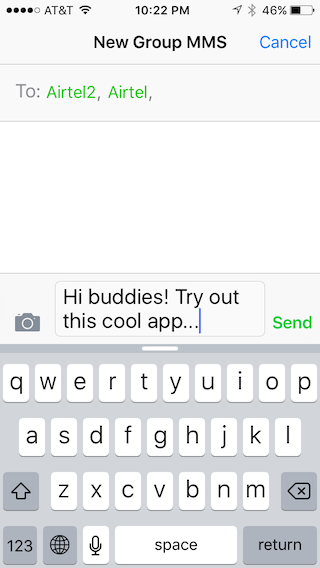 AT&T 10:22 PM 46%
New Group MMS Cancel
To: Airtel2, Airtel,
Hi buddies! Try out
this cool app...
Send
q w e r t y u i o p
a s d f g h j k l
z x c v b n m
123 space return